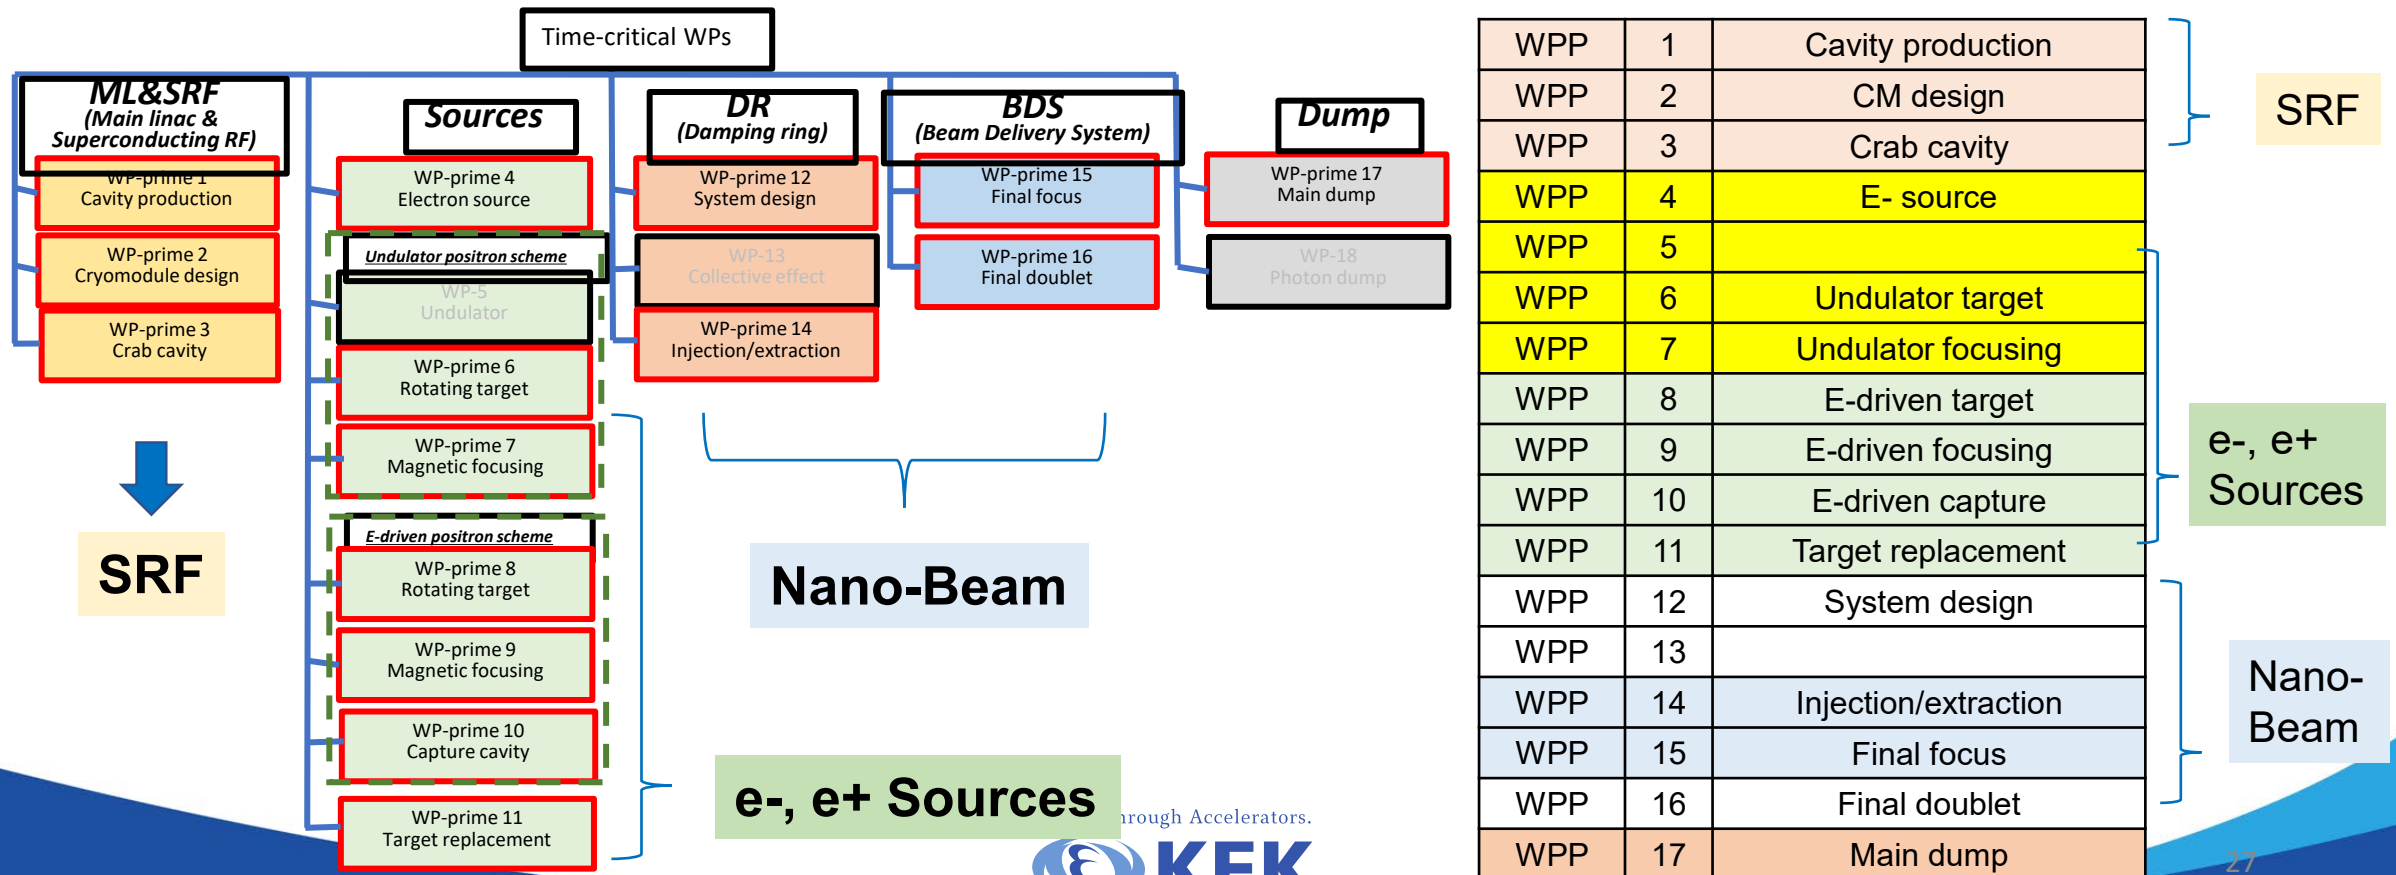 Time-critical WPs
ML&SRF
(Main linac &
Superconducting RF)
WP-prime 1
Cavity production
WP-prime 2
Cryomodule design
WP-prime 3
Crab cavity
SRF
Sources
WP-prime 4
Electron source
Undulator positron scheme
WP-5
Undulator
WP-prime 6
Rotating target
WP-prime 7
Magnetic focusing
E-driven positron scheme
WP-prime 8
Rotating target
WP-prime 9
Magnetic focusing
WP-prime 10
Capture cavity
WP-prime 11
Target replacement
DR
(Damping ring)
WP-prime 12
System design
WP-13
Collective effect
WP-prime 14
Injection/extraction
BDS
(Beam Delivery System)
WP-prime 15
Final focus
WP-prime 16
Final doublet
Dump
WP-prime 17
Main dump
WP-18
Photon dump
Nano-Beam
e-, e+ Sources
rough Accelerators.
KEK
WPP 1 Cavity production
WPP 2 CM design
WPP 3 Crab cavity
WPP 4 E- source
WPP 5
WPP 6 Undulator target
WPP 7 Undulator focusing
WPP 8 E-driven target
WPP 9 E-driven focusing
WPP 10 E-driven capture
WPP 11 Target replacement
WPP 12 System design
WPP 13
WPP 14 Injection/extraction
WPP 15 Final focus
WPP 16 Final doublet
WPP 17 Main dump
SRF
e-, e+
Sources
Nano-
Beam
27